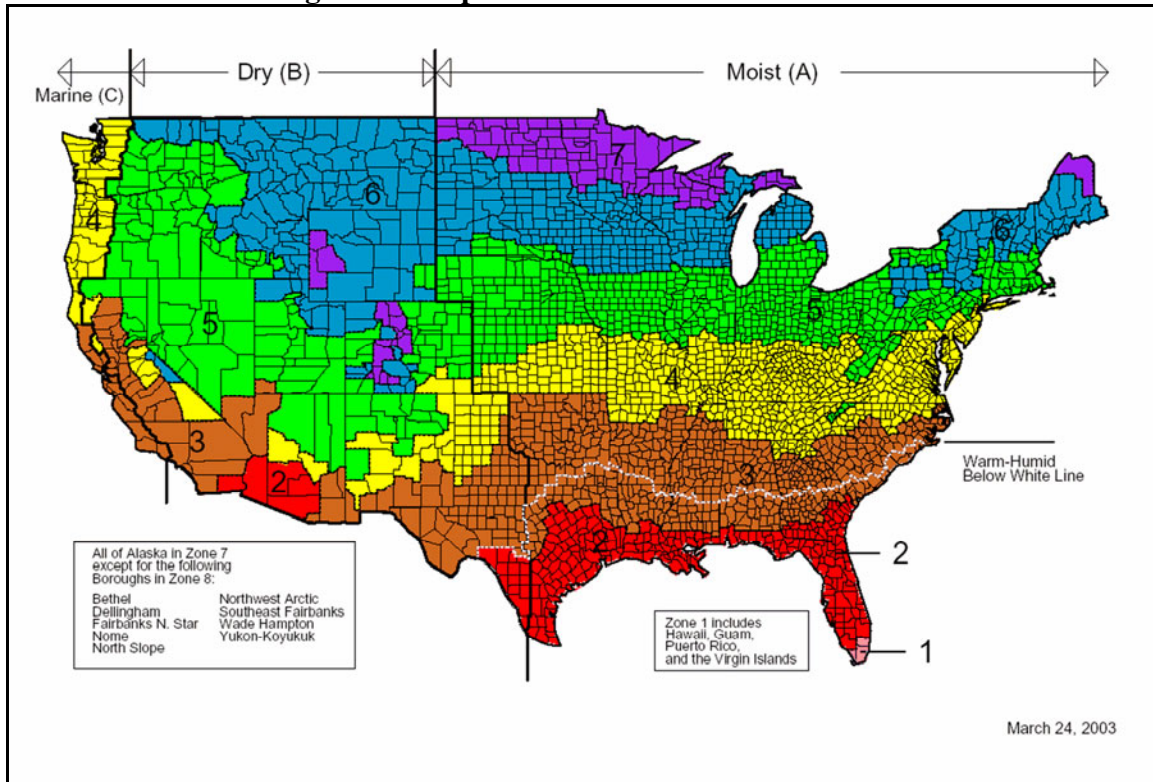 Marine (C)
Dry (B)
Moist (A)
7
6
6
4
5
5
4
3
3
2
2
Warm-Humid
Below White Line
2
1
All of Alaska in Zone 7
except for the following
Boroughs in Zone 8:
Bethel Northwest Arctic
Dellingham Southeast Fairbanks
Fairbanks N. Star Wade Hampton
Nome Yukon-Koyukuk
North Slope
Zone 1 includes
Hawaii, Guam,
Puerto Rico,
and the Virgin Islands
March 24, 2003